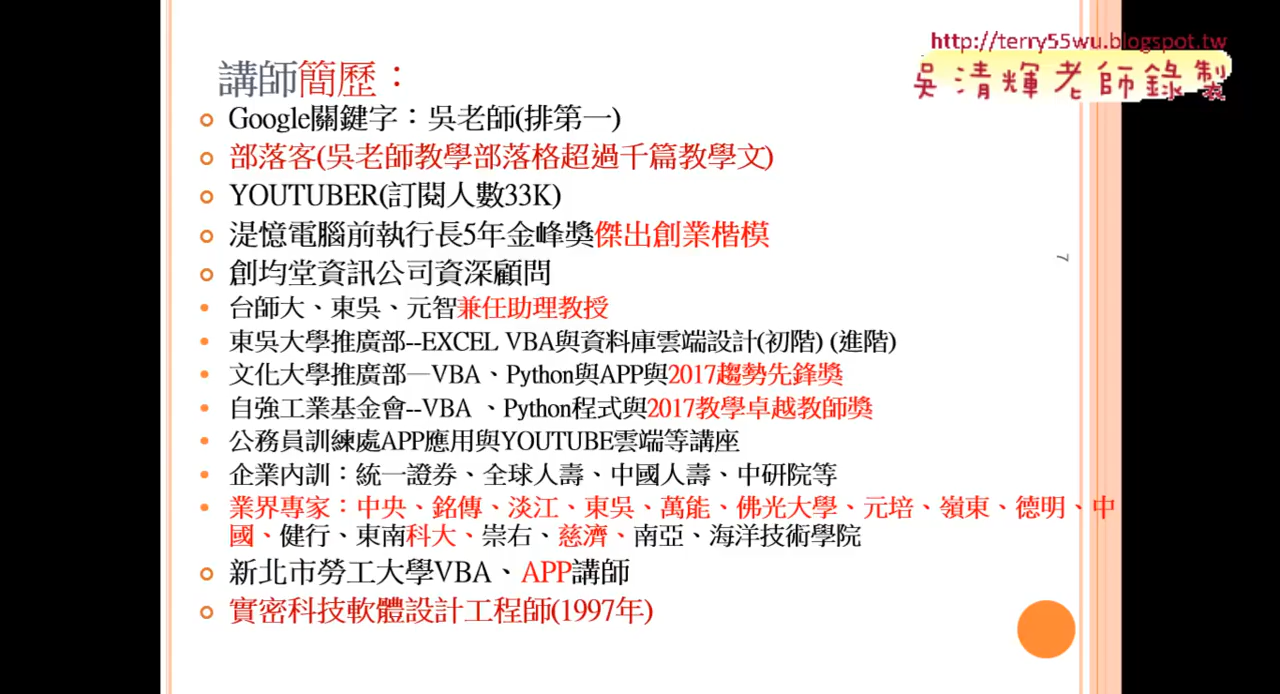 http://terry55wu.blogspot.tw
吳清輝老師錄製
講師簡歷：
Google關鍵字：吳老師(排第一)
部落客(吳老師教學部落格超過千篇教學文)
YOUTUBER(訂閱人數33K)
湜憶電腦前執行長5年金峰獎傑出創業楷模
創均堂資訊公司資深顧問
台師大、東吳、元智兼任助理教授
東吳大學推廣部--EXCEL VBA與資料庫雲端設計(初階) (進階)
文化大學推廣部—VBA、Python與APP與2017趨勢先鋒獎
自強工業基金會--VBA 、Python程式與2017教學卓越教師獎
公務員訓練處APP應用與YOUTUBE雲端等講座
企業內訓：統一證券、全球人壽、中國人壽、中研院等
業界專家：中央、銘傳、淡江、東吳、萬能、佛光大學、元培、嶺東、德明、中
國、健行、東南科大、崇右、慈濟、南亞、海洋技術學院
新北市勞工大學VBA、APP講師
實密科技軟體設計工程師(1997年)
7